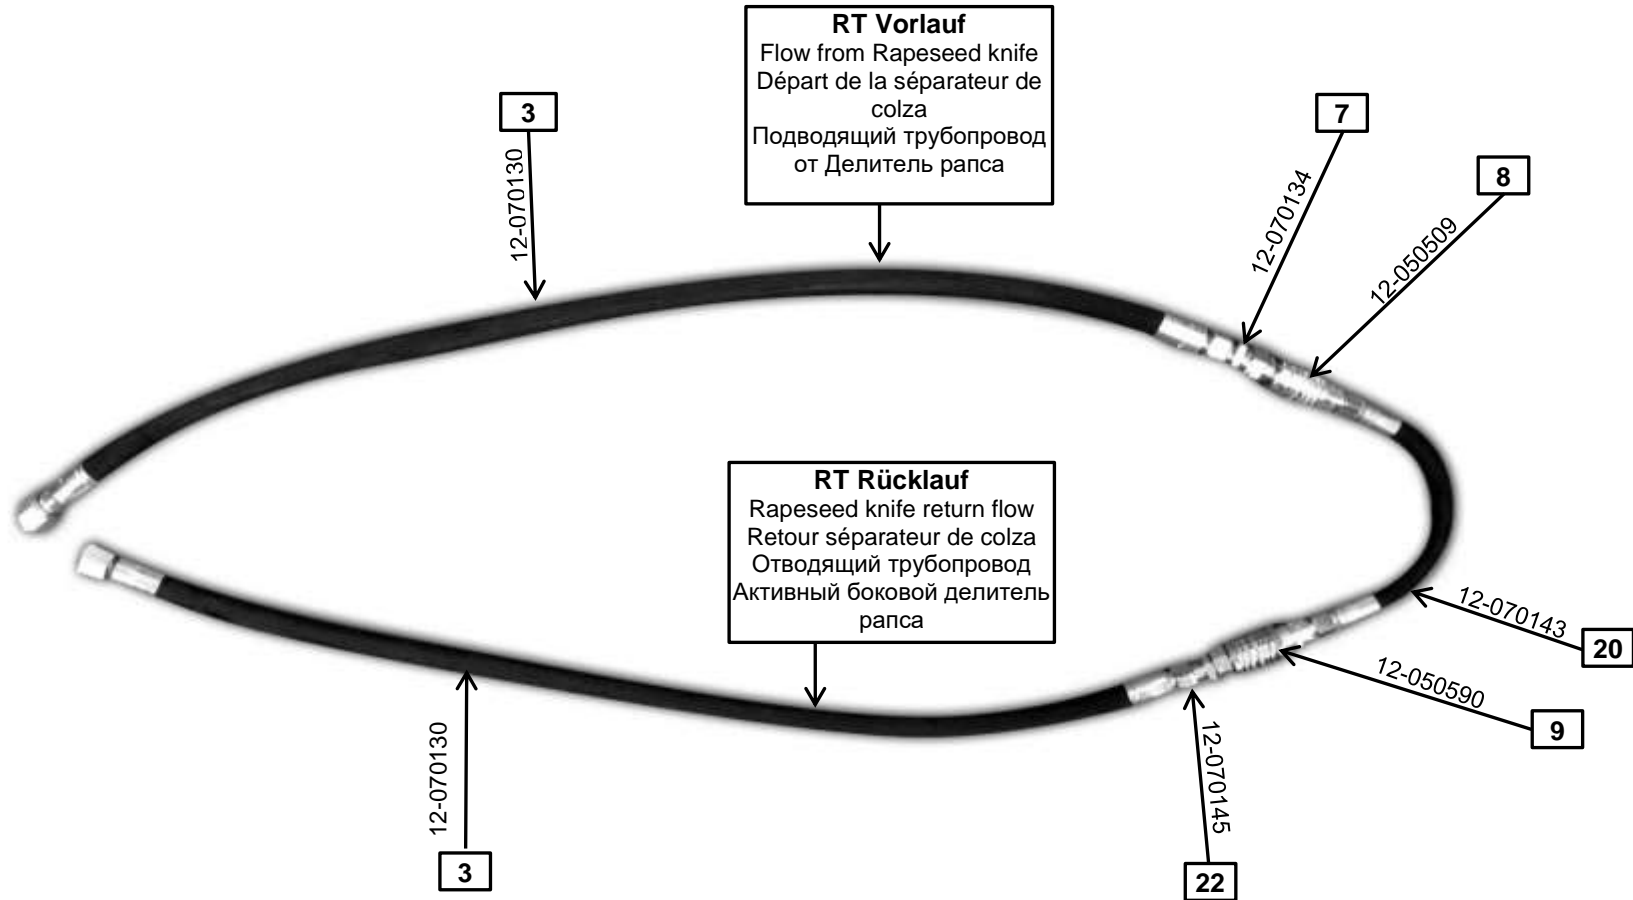 RT Vorlauf
Flow from Rapeseed knife
Départ de la séparateur de
colza
Подводящий трубопровод
от Делитель рапса
3
12-070130
7
12-070134
8
12-050509
RT Rücklauf
Rapeseed knife return flow
Retour séparateur de colza
Отводящий трубопровод
Активный боковой делитель
рапса
12-070143
20
12-050590
9
12-070130
3
12-070145
22